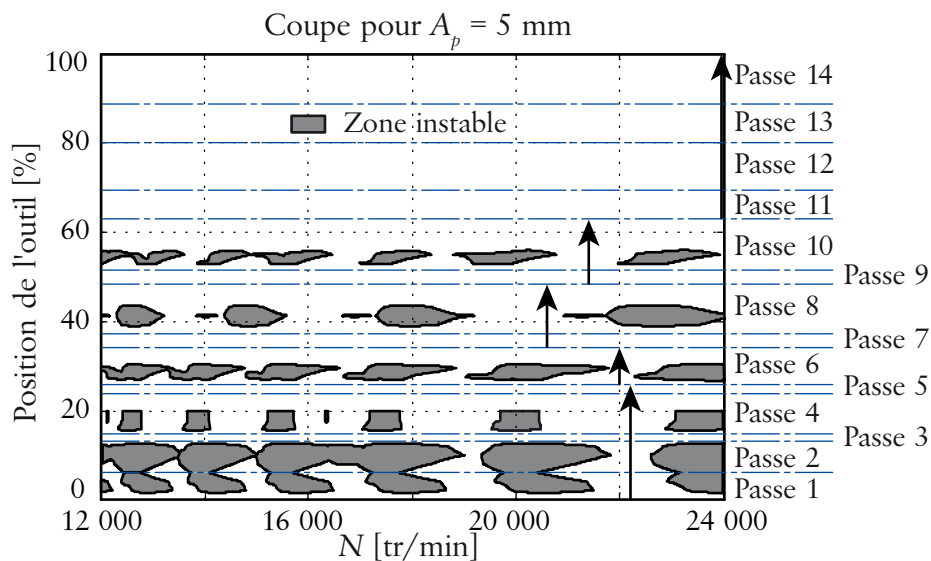 Coupe pour Ap = 5 mm
100
80
60
40
20
0
Position de l'outil [%]
Zone instable
Passe 14
Passe 13
Passe 12
Passe 11
Passe 10
Passe 9
Passe 8
Passe 7
Passe 6
Passe 5
Passe 4
Passe 3
Passe 2
Passe 1
12 000
16 000
20 000
24 000
N [tr/min]